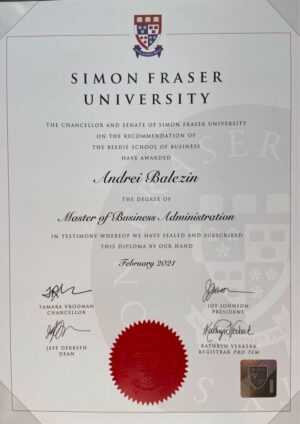 SIMON FRASER
UNIVERSITY
THE CHANCELLOR AND SENATE OF SIMON FRASER UNIVERSITY
ON THE RECOMMENDATION OF
THE BEEDIE SCHOOL OF BUSINESS
HAVE AWARDED
Andrei Balezin
THE DEGREE OF
Master of Business Administration
IN TESTIMONY WHEREOF WE HAVE SEALED AND SUBSCRIBED
THIS DIPLOMA BY OUR HAND
February 2021
TAMARA VROOMAN
CHANCELLOR
JOY JOHNSON
PRESIDENT
JEFF DERKSEN
DEAN
Kathryn Verkerk
KATHRYN VERKERK
REGISTRAR PRO TEM